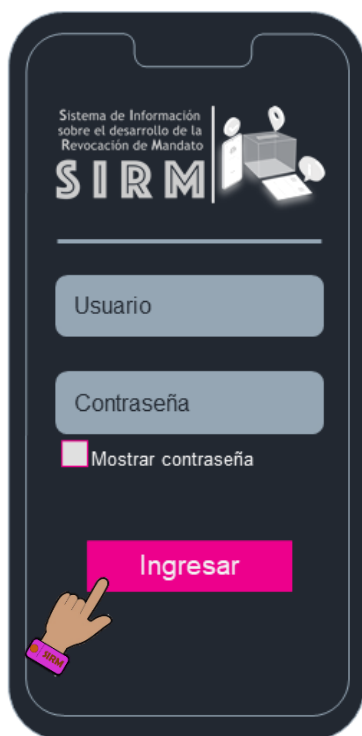 Sistema de Información
sobre el desarrollo de la
Revocación de Mandato
SIRM
Usuario
Contraseña
Mostrar contraseña
Ingresar
SIRM